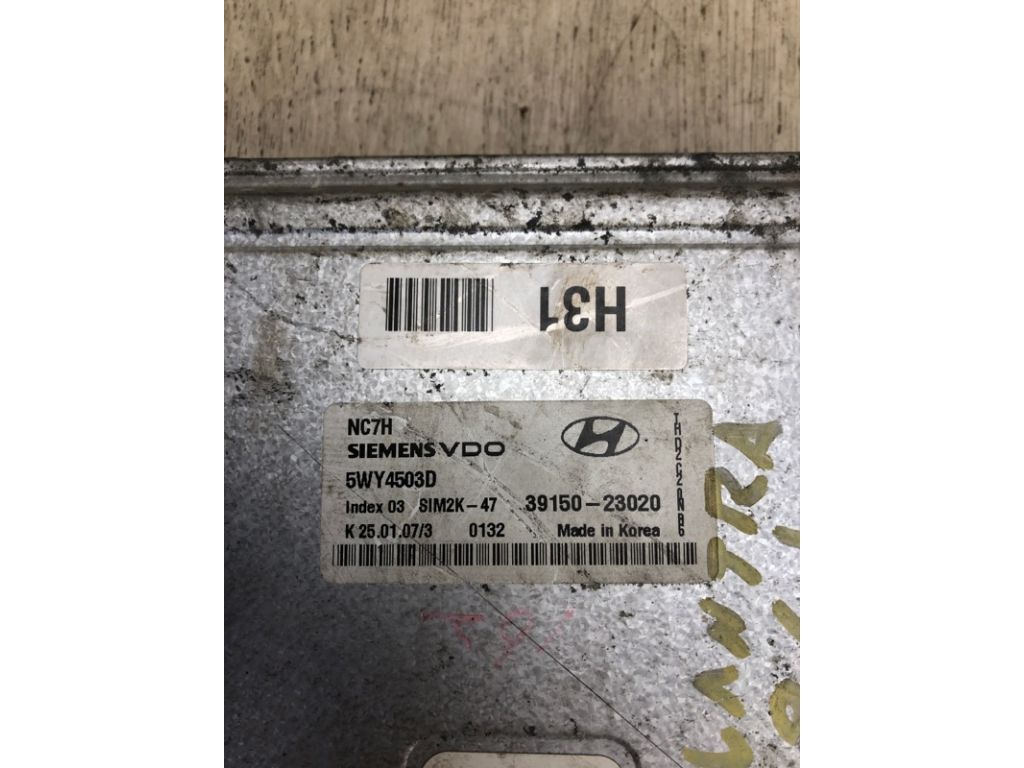 H31
NC7H
SIEMENS VDO
5WY4503D
Index 03 SIM2K-47 39150-23020
K 25.01.07/3 0132 Made in Korea